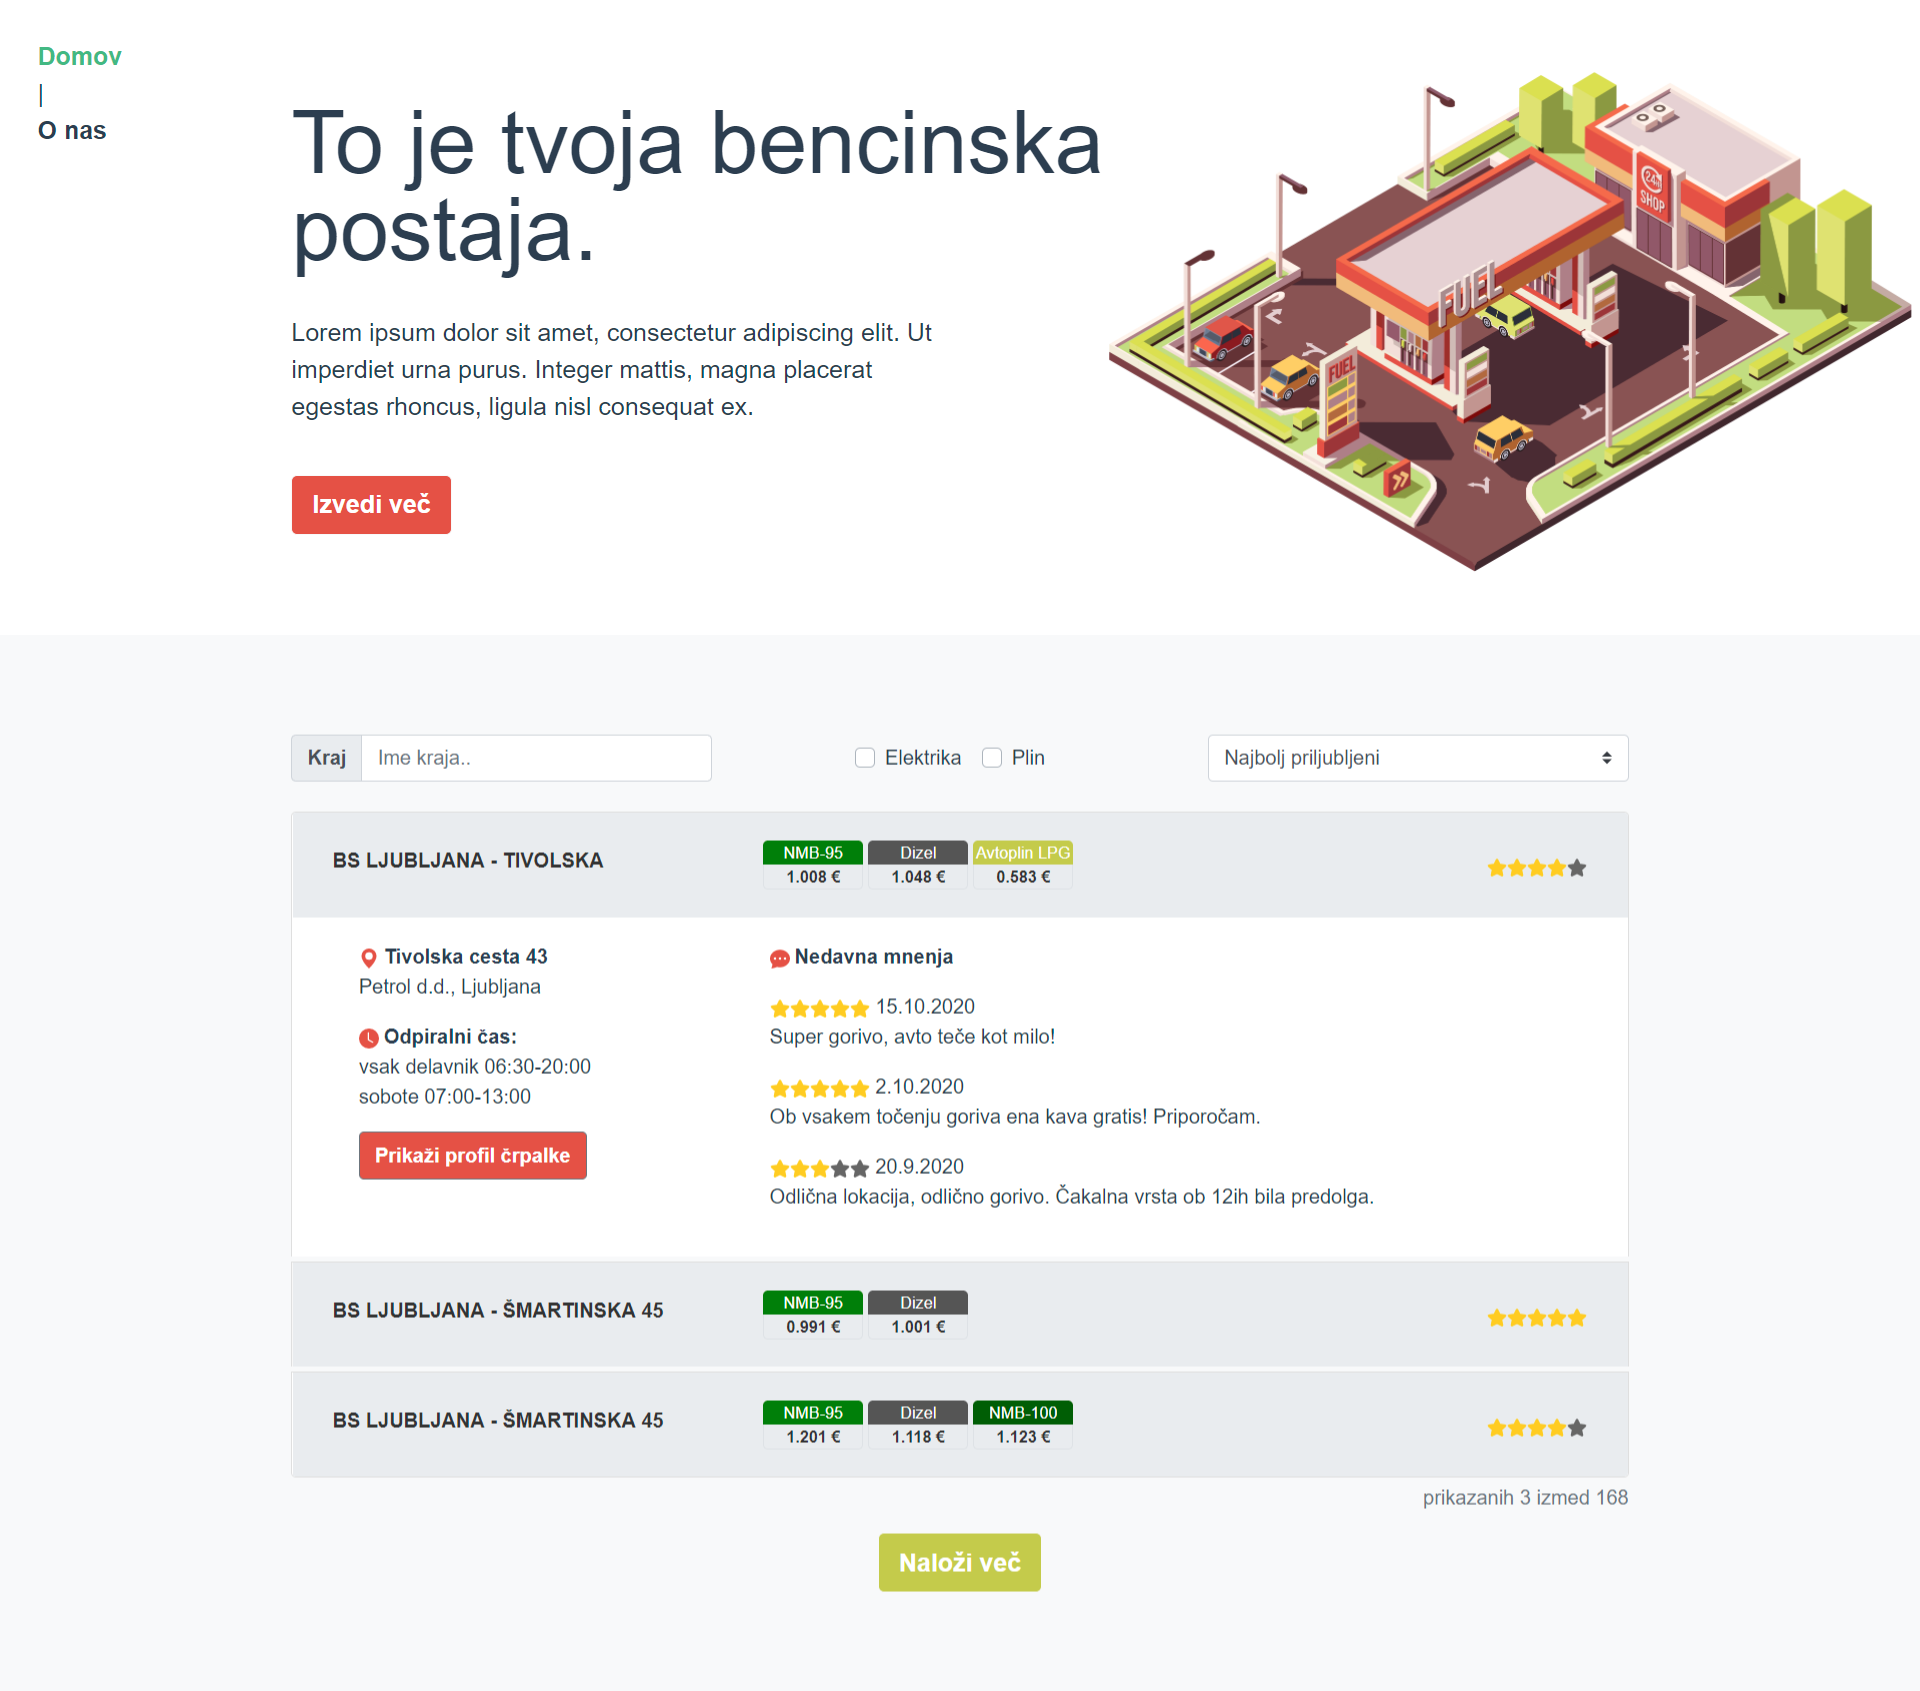 Domov
|
O nas
To je tvoja bencinska
postaja.
Lorem ipsum dolor sit amet, consectetur adipiscing elit. Ut
imperdiet urna purus. Integer mattis, magna placerat
egestas rhoncus, ligula nisl consequat ex.
Izvedi več
24H
SHOP
FUEL
FUEL
Kraj Ime kraja..
Elektrika Plin
Najbolj priljubljeni
BS LJUBLJANA - TIVOLSKA
NMB-95 Dizel Avtoplin LPG
1.008 € 1.048 € 0.583 €
Tivolska cesta 43
Petrol d.d., Ljubljana
Odpiralni čas:
vsak delavnik 06:30-20:00
sobote 07:00-13:00
Prikaži profil črpalke
Nedavna mnenja
15.10.2020
Super gorivo, avto teče kot milo!
2.10.2020
Ob vsakem točenju goriva ena kava gratis! Priporočam.
20.9.2020
Odlična lokacija, odlično gorivo. Čakalna vrsta ob 12ih bila predolga.
BS LJUBLJANA - ŠMARTINSKA 45
NMB-95 Dizel
0.991 € 1.001 €
BS LJUBLJANA - ŠMARTINSKA 45
NMB-95 Dizel NMB-100
1.201 € 1.118 € 1.123 €
prikazanih 3 izmed 168
Naloži več